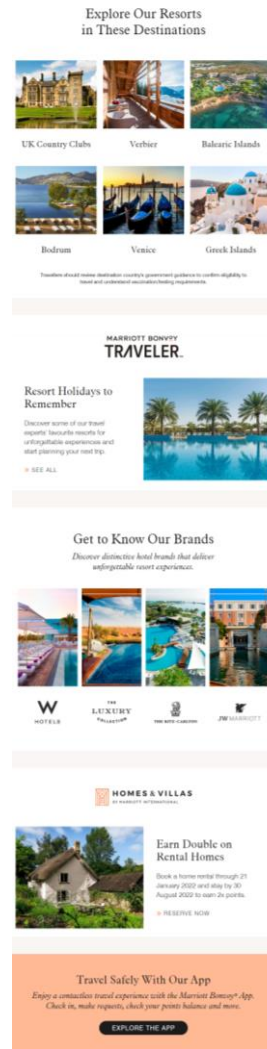 Explore Our Resorts
in These Destinations
UK Country Clubs
Verbier
Balearic Islands
Bodrum
Venice
Greek Islands
Travellers should review destination country's government guidance to confirm eligibility to
travel and understand vaccination/testing requirements.
MARRIOTT BONVOY
TRAVELER
Resort Holidays to
Remember
Discover some of our travel
experts' favourite resorts for
unforgettable experiences and
start planning your next trip.
SEE ALL
Get to Know Our Brands
Discover distinctive hotel brands that deliver
unforgettable resort experiences.
W
HOTELS
THE
LUXURY
COLLECTION
THE RITZ-CARLTON
JW MARRIOTT
HOMES & VILLAS
BY MARRIOTT INTERNATIONAL
Earn Double on
Rental Homes
Book a home rental through 21
January 2022 and stay by 30
August 2022 to earn 2x points.
RESERVE NOW
Travel Safely With Our App
Enjoy a contactless travel experience with the Marriott Bonvoy® App.
Check in, make requests, check your points balance and more.
EXPLORE THE APP